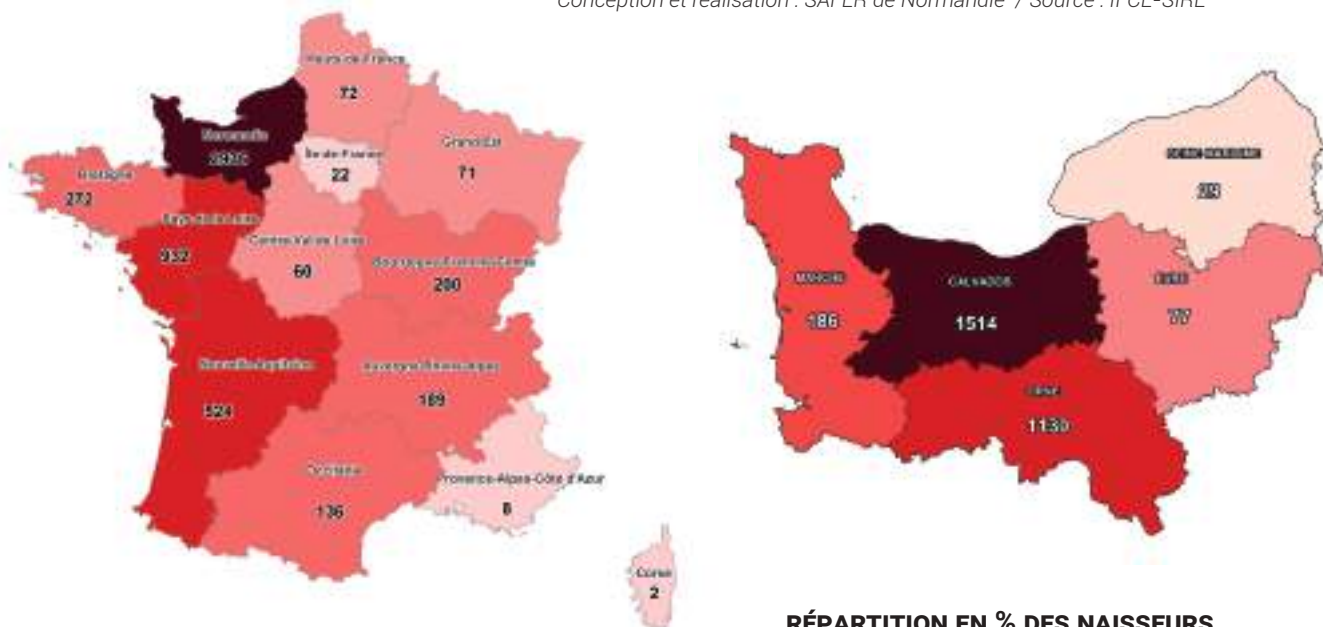 Conception et réalisation : SAFER de Normandie / Source : IFCE-SIRE
Hauts-de-France
72
Normandie
Île-de-France
22
Grand Est
71
Bretagne
272
Pays de la Loire
932
Centre-Val de Loire
60
Bourgogne-Franche-Comté
200
Nouvelle-Aquitaine
524
Auvergne-Rhône-Alpes
189
Occitanie
136
Provence-Alpes-Côte d'Azur
8
Corse
2
SEINE-MARITIME
MANCHE
186
CALVADOS
1514
EURE
77
ORNE
1130
RÉPARTITION EN % DES NAISSEURS